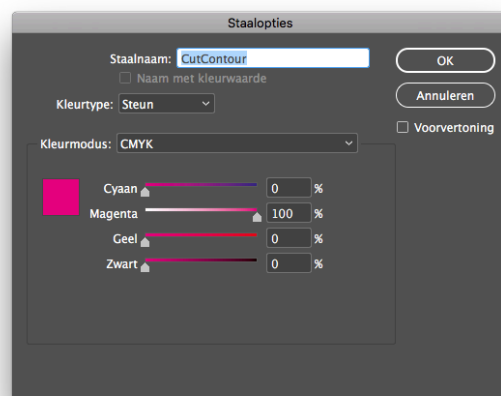 Staalopties
Staalnaam: CutContour
Naam met kleurwaarde
Kleurtype: Steun
OK
Annuleren
Voorvertoning
Kleurmodus: CMYK
Cyaan 0 %
Magenta 100 %
Geel 0 %
Zwart 0 %